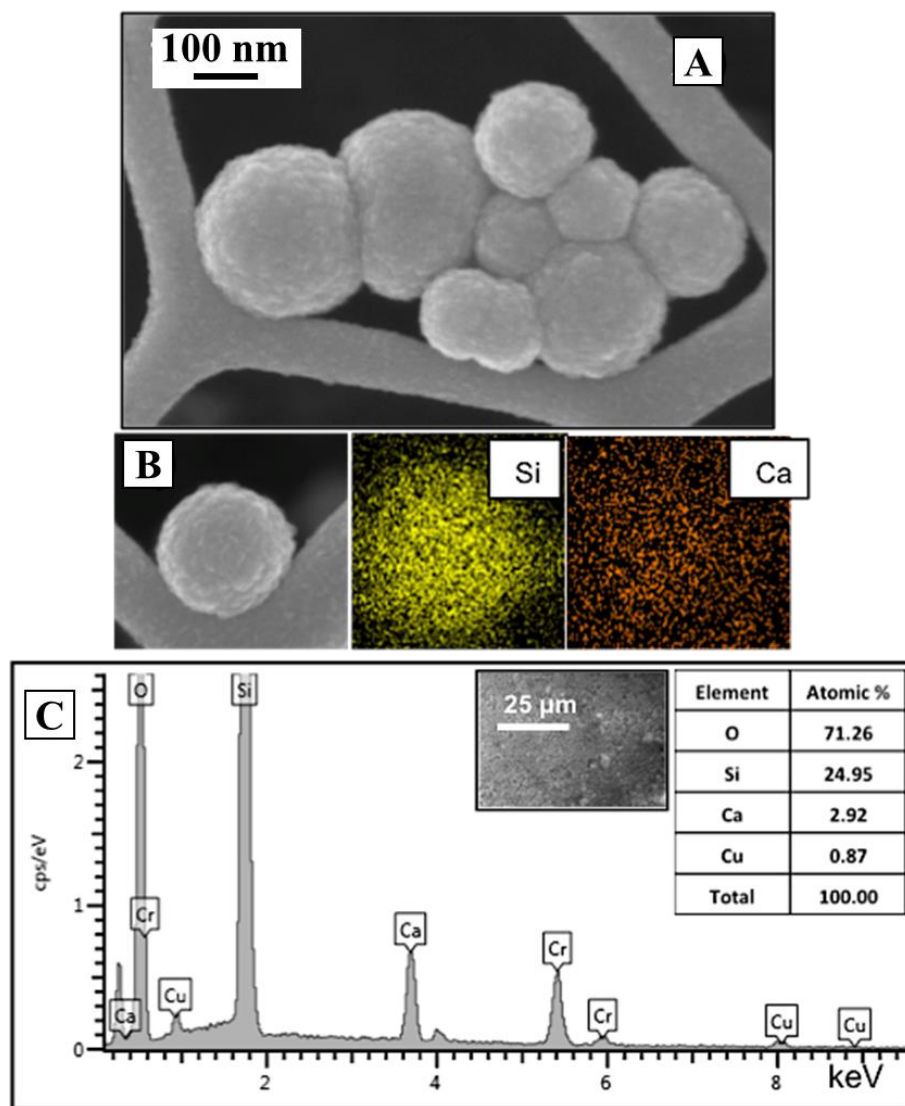 100 nm
A
B
Si
Ca
C
O
Si
Cr
Ca
Cu
Ca
Cr
Cr
Cu
Cu
cps/eV
2
1
0
2
4
6
8
keV
25 µm
Element Atomic %
O 71.26
Si 24.95
Ca 2.92
Cu 0.87
Total 100.00